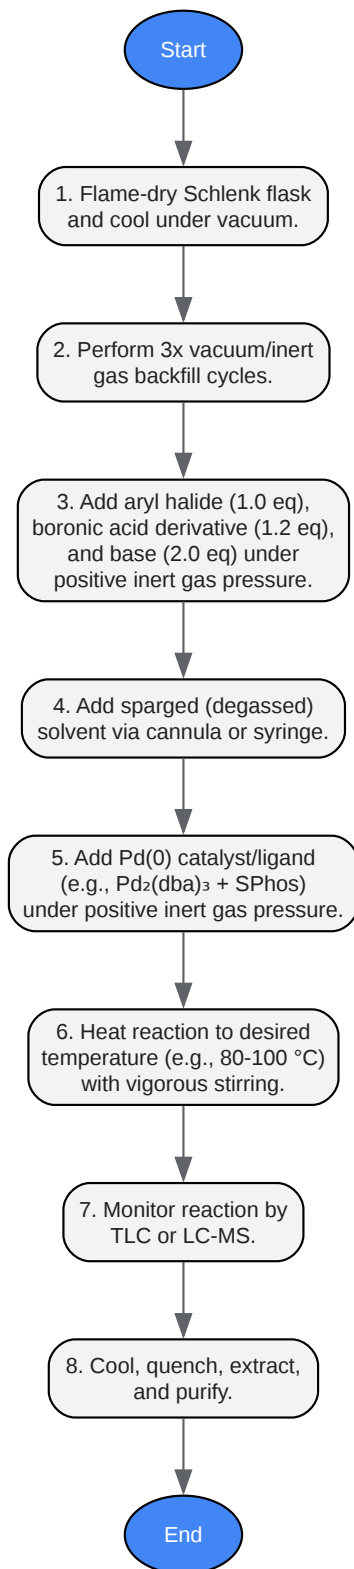 Start
1. Flame-dry Schlenk flask
and cool under vacuum.
2. Perform 3x vacuum/inert
gas backfill cycles.
3. Add aryl halide (1.0 eq),
boronic acid derivative (1.2 eq),
and base (2.0 eq) under
positive inert gas pressure.
4. Add sparged (degassed)
solvent via cannula or syringe.
5. Add Pd(0) catalyst/ligand
(e.g., Pd₂(dba)₃ + SPhos)
under positive inert gas pressure.
6. Heat reaction to desired
temperature (e.g., 80-100 °C)
with vigorous stirring.
7. Monitor reaction by
TLC or LC-MS.
8. Cool, quench, extract,
and purify.
End